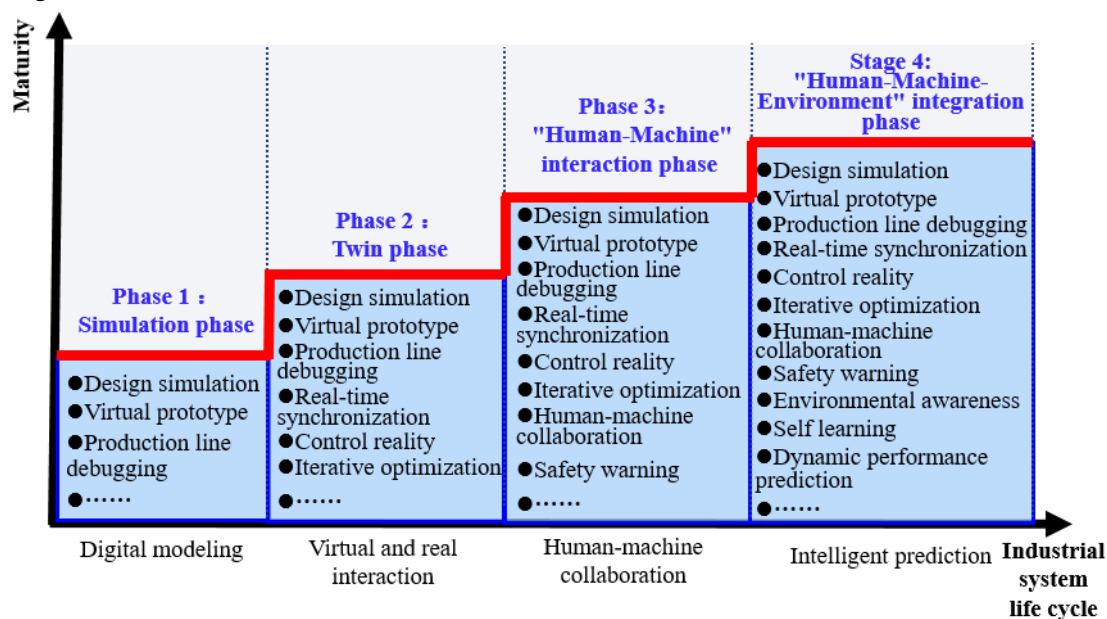 Maturity
Phase 1：
Simulation phase
●Design simulation
●Virtual prototype
●Production line
debugging
●······
Digital modeling
Phase 2：
Twin phase
●Design simulation
●Virtual prototype
●Production line
debugging
●Real-time
synchronization
●Control reality
●Iterative optimization
●······
Virtual and real
interaction
Phase 3：
"Human-Machine"
interaction phase
●Design simulation
●Virtual prototype
●Production line
debugging
●Real-time
synchronization
●Control reality
●Iterative optimization
●Human-machine
collaboration
●Safety warning
●······
Human-machine
collaboration
Stage 4:
"Human-Machine-
Environment" integration
phase
●Design simulation
●Virtual prototype
●Production line debugging
●Real-time synchronization
●Control reality
●Iterative optimization
●Human-machine
collaboration
●Safety warning
●Environmental awareness
●Self learning
●Dynamic performance
prediction
●······
Intelligent prediction
Industrial
system
life cycle